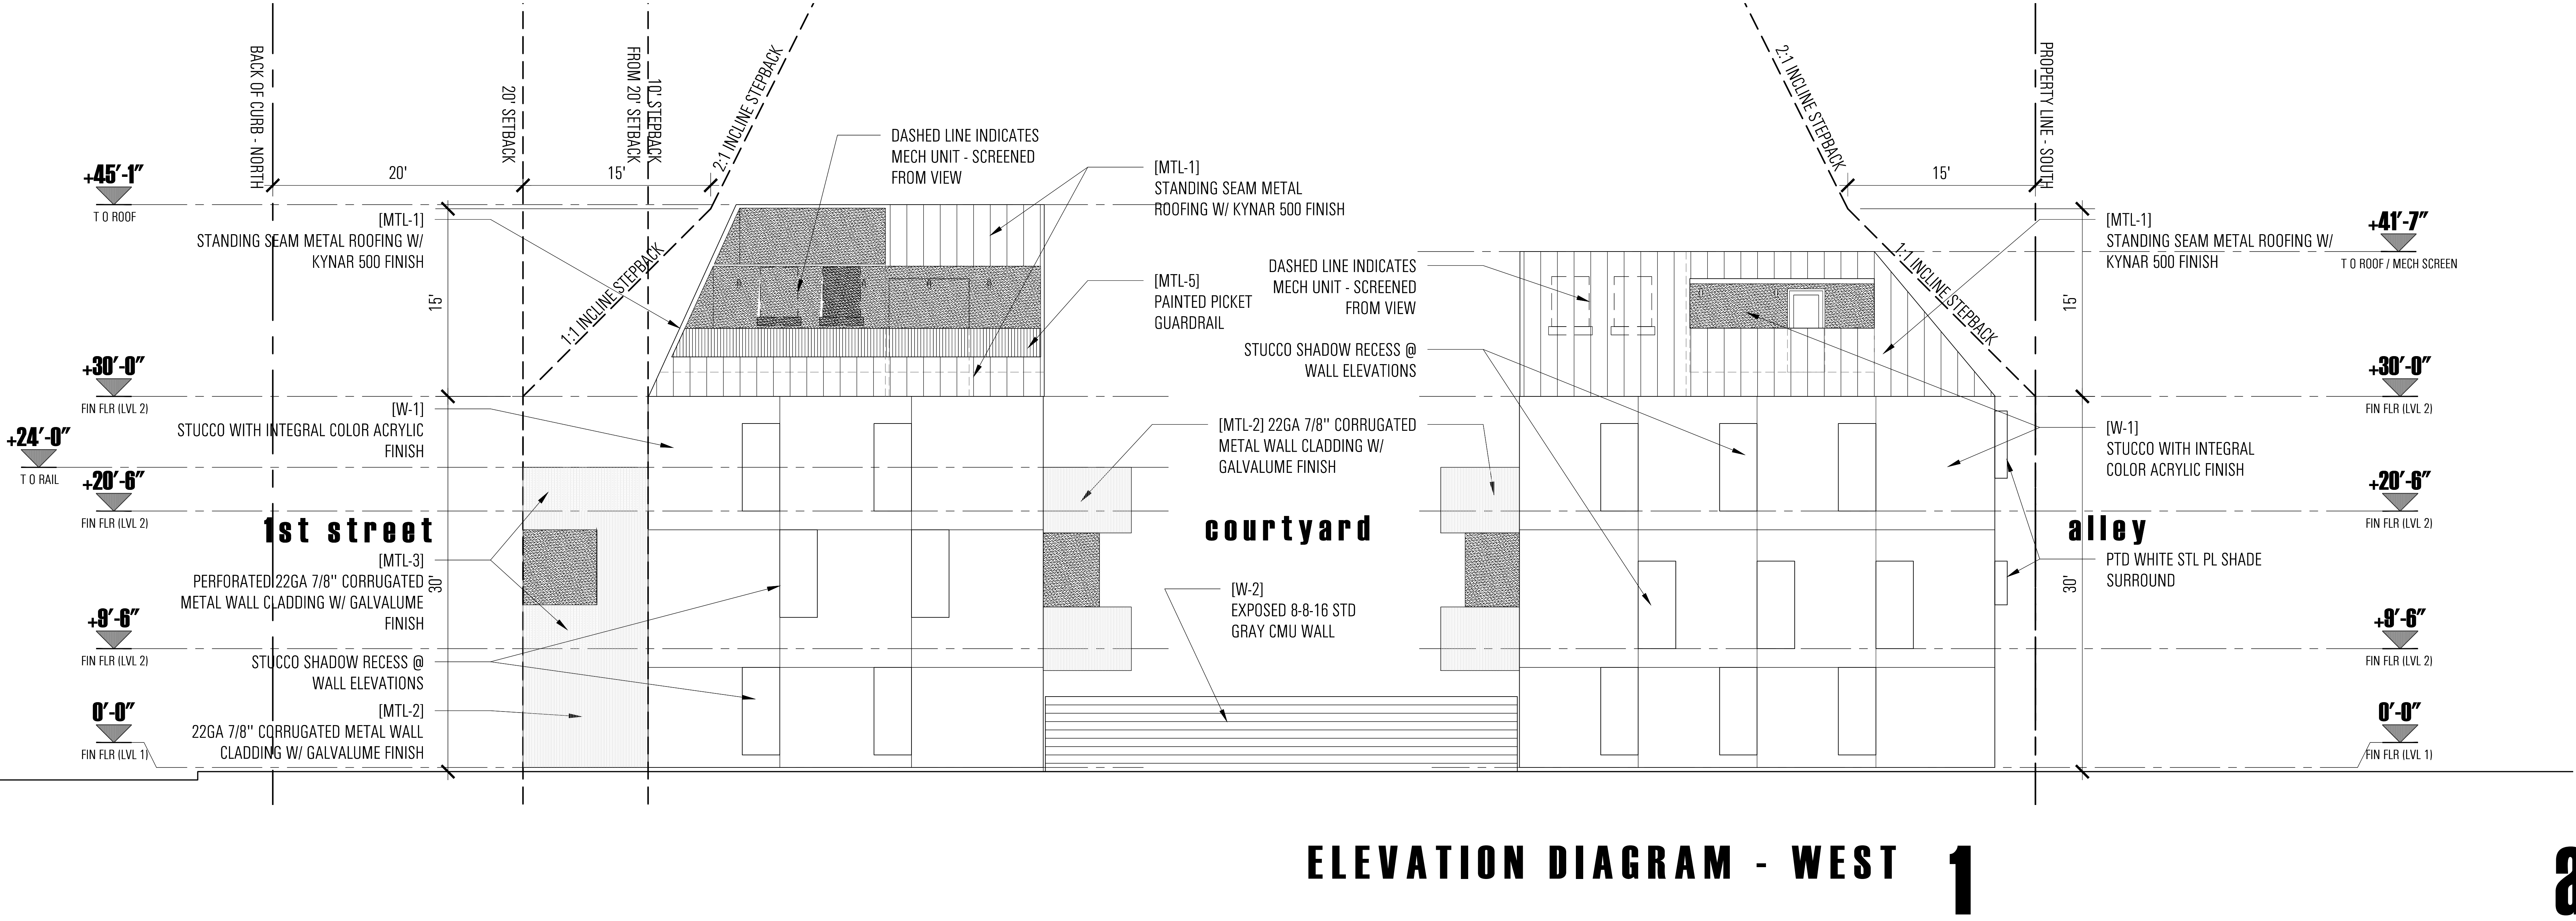 BACK OF CURB - NORTH
20' SETBACK
10' STEPBACK
FROM 20' SETBACK
2:1 INCLINE STEPBACK
2:1 INCLINE STEPBACK
PROPERTY LINE - SOUTH
20'
15'
15'
+45'-1"
T O ROOF
[MTL-1]
STANDING SEAM METAL ROOFING W/
KYNAR 500 FINISH
1:1 INCLINE STEPBACK
15'
DASHED LINE INDICATES
MECH UNIT - SCREENED
FROM VIEW
[MTL-1]
STANDING SEAM METAL
ROOFING W/ KYNAR 500 FINISH
[MTL-5]
PAINTED PICKET
GUARDRAIL
DASHED LINE INDICATES
MECH UNIT - SCREENED
FROM VIEW
STUCCO SHADOW RECESS @
WALL ELEVATIONS
1:1 INCLINE STEPBACK
15'
[MTL-1]
STANDING SEAM METAL ROOFING W/
KYNAR 500 FINISH
+41'-7"
T O ROOF / MECH SCREEN
+30'-0"
FIN FLR (LVL 2)
+30'-0"
FIN FLR (LVL 2)
[W-1]
STUCCO WITH INTEGRAL COLOR ACRYLIC
FINISH
+24'-0"
T O RAIL
+20'-6"
FIN FLR (LVL 2)
[MTL-2] 22GA 7/8" CORRUGATED
METAL WALL CLADDING W/
GALVALUME FINISH
[W-1]
STUCCO WITH INTEGRAL
COLOR ACRYLIC FINISH
+20'-6"
FIN FLR (LVL 2)
1st street
courtyard
alley
[MTL-3]
PERFORATED 22GA 7/8" CORRUGATED
METAL WALL CLADDING W/ GALVALUME
FINISH
30'
[W-2]
EXPOSED 8-8-16 STD
GRAY CMU WALL
PTD WHITE STL PL SHADE
SURROUND
30'
+9'-6"
FIN FLR (LVL 2)
+9'-6"
FIN FLR (LVL 2)
STUCCO SHADOW RECESS @
WALL ELEVATIONS
[MTL-2]
22GA 7/8" CORRUGATED METAL WALL
CLADDING W/ GALVALUME FINISH
0'-0"
FIN FLR (LVL 1)
0'-0"
FIN FLR (LVL 1)
ELEVATION DIAGRAM - WEST 1